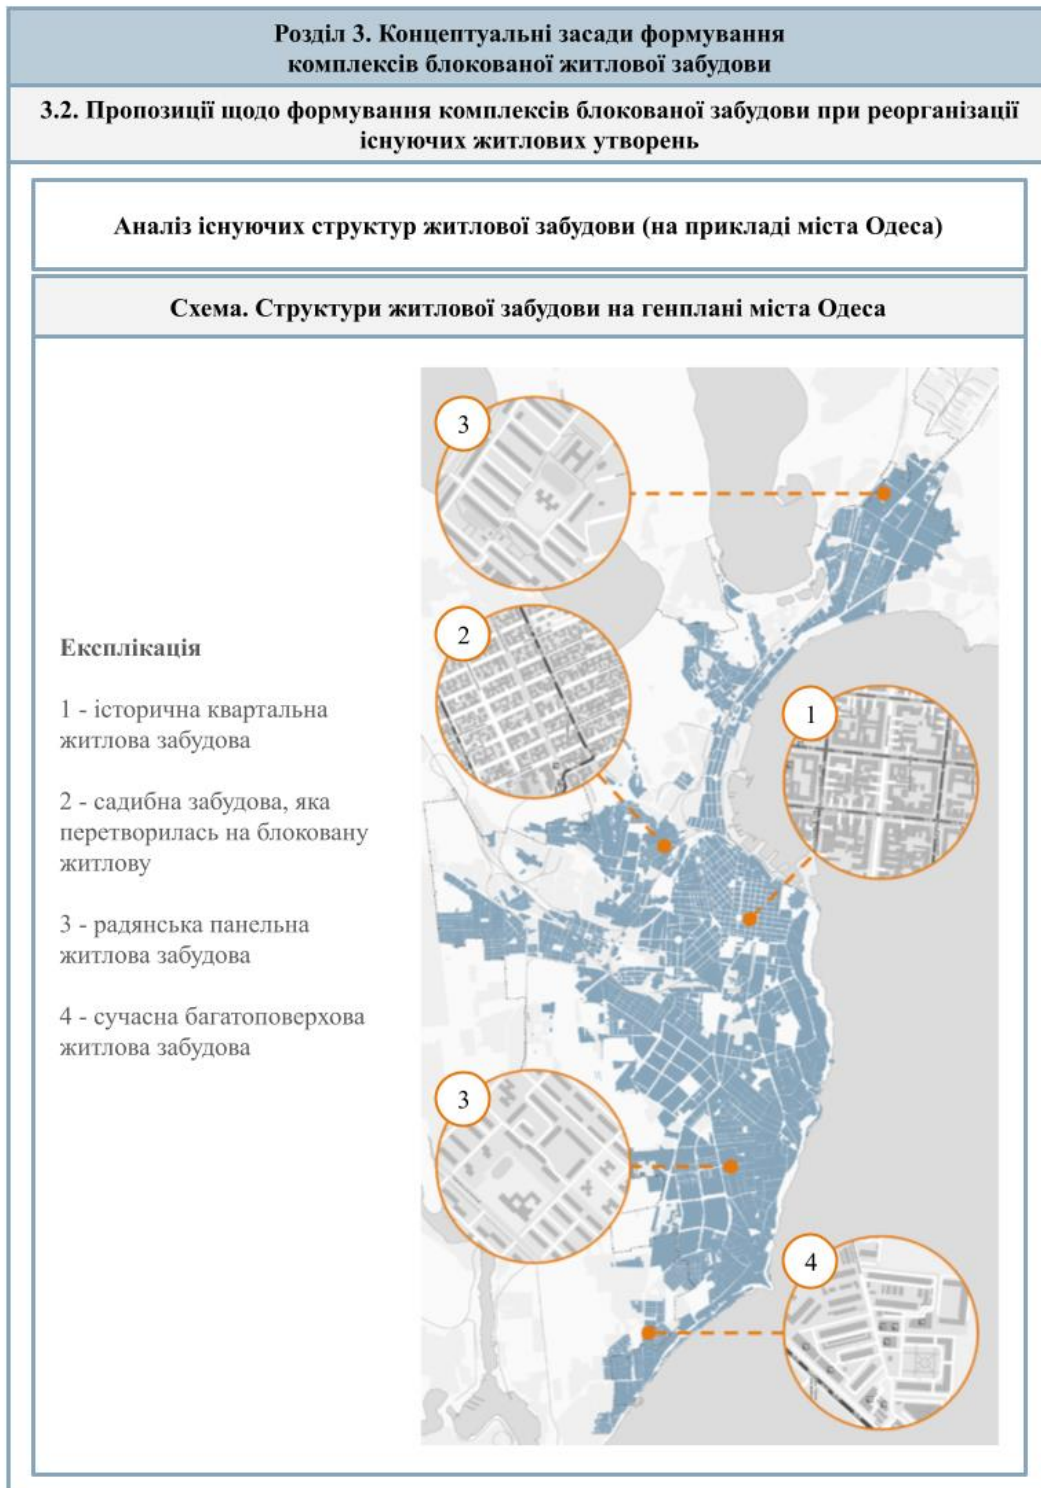 Розділ 3. Концептуальні засади формування
комплексів блокованої житлової забудови
3.2. Пропозиції щодо формування комплексів блокованої забудови при реорганізації
існуючих житлових утворень
Аналіз існуючих структур житлової забудови (на прикладі міста Одеса)
Схема. Структури житлової забудови на генплані міста Одеса
Експлікація
1 - історична квартальна
житлова забудова
2 - садибна забудова, яка
перетворилась на блоковану
житлову
3 - радянська панельна
житлова забудова
4 - сучасна багатоповерхова
житлова забудова
3
2
1
3
4